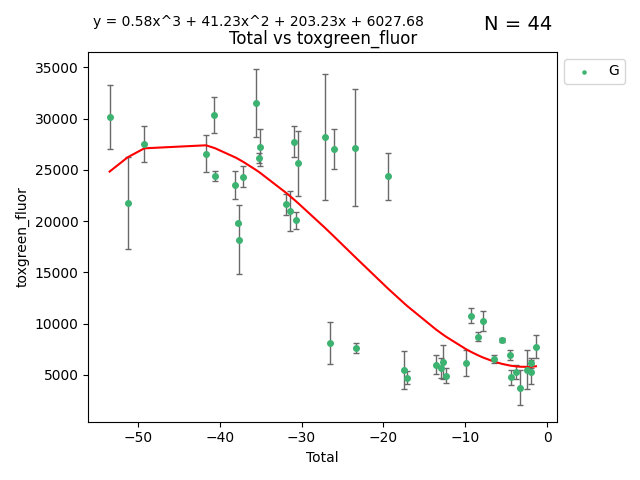 y = 0.58x^3 + 41.23x^2 + 203.23x + 6027.68
N = 44
Total vs toxgreen_fluor
G
35000
30000
25000
20000
15000
10000
5000
toxgreen_fluor
−50
−40
−30
−20
−10
0
Total